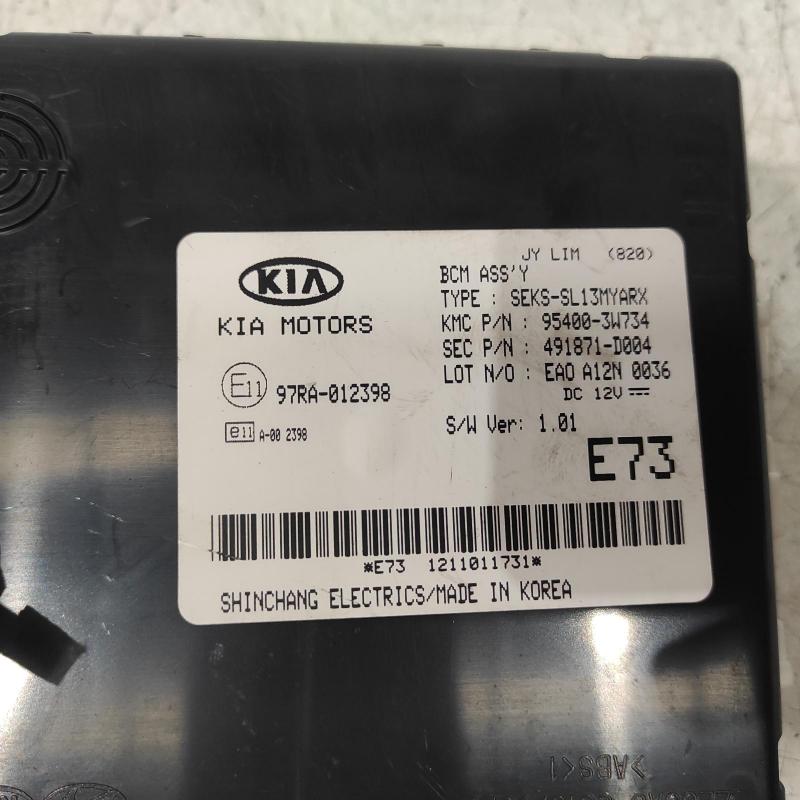 JY LIM (820)
KIA
KIA MOTORS
BCM ASS'Y
TYPE : SEKS-SL13MYARX
KMC P/N : 95400-3W734
SEC P/N : 491871-D004
LOT N/O : EAO A12N 0036
DC 12V
E11 97RA-012398
e11 A-00 2398
S/W Ver: 1.01
E73
*E73 1211011731*
SHINCHANG ELECTRICS/MADE IN KOREA
>ABS<